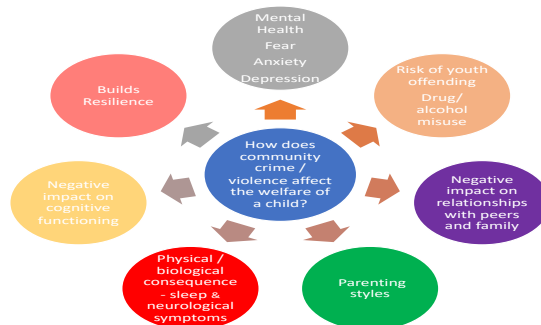 Mental
Health
Fear
Anxiety
Depression
Risk of youth
offending
Drug/
alcohol
misuse
Negative
impact on
relationships
with peers
and family
Parenting
styles
Physical /
biological
consequence
- sleep &
neurological
symptoms
Negative
impact on
cognitive
functioning
Builds
Resilience
How does
community
crime /
violence affect
the welfare of
a child?